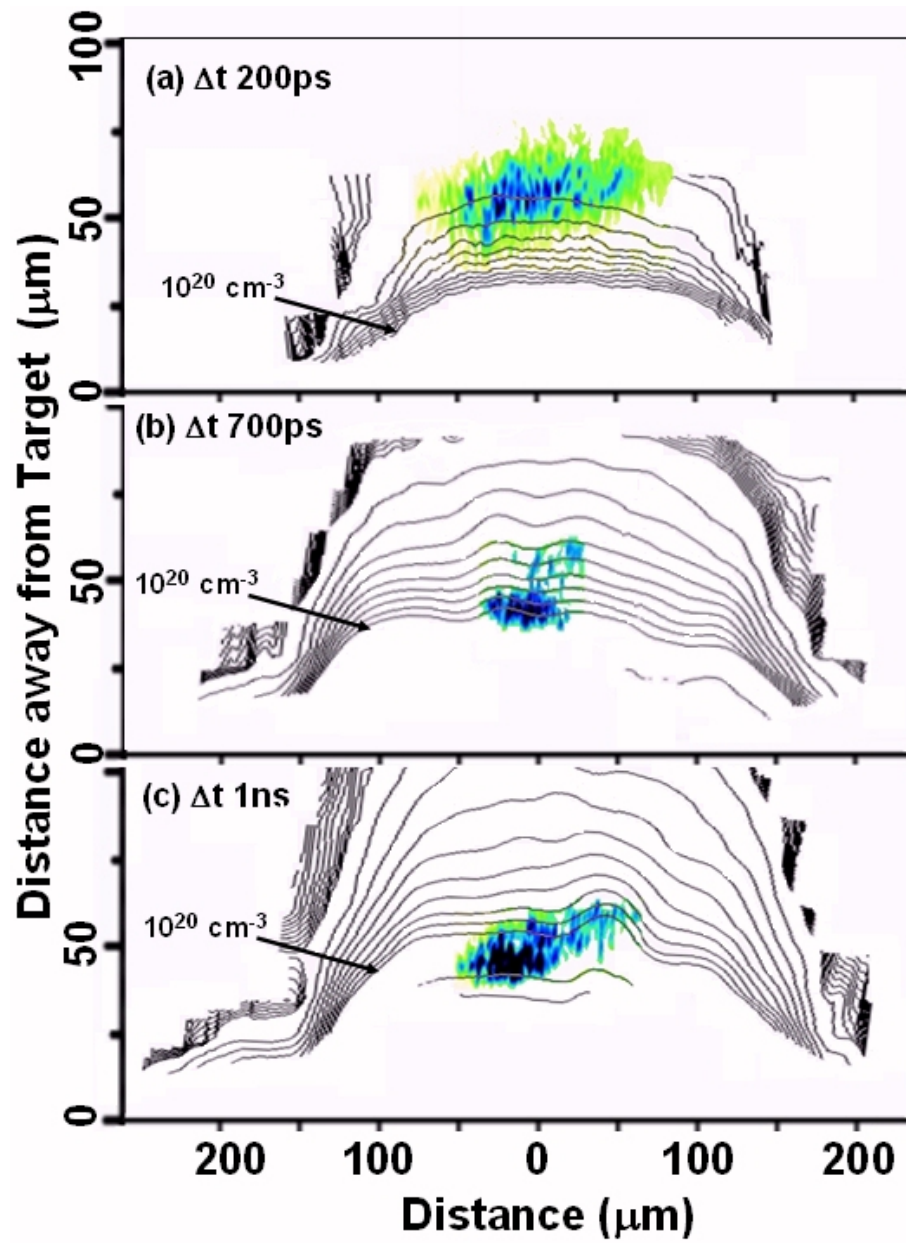 Distance away from Target (μm)
100
(a) Δt 200ps
50
10²⁰ cm⁻³
0
(b) Δt 700ps
50
10²⁰ cm⁻³
0
(c) Δt 1ns
50
10²⁰ cm⁻³
0
200 100 0 100 200
Distance (μm)